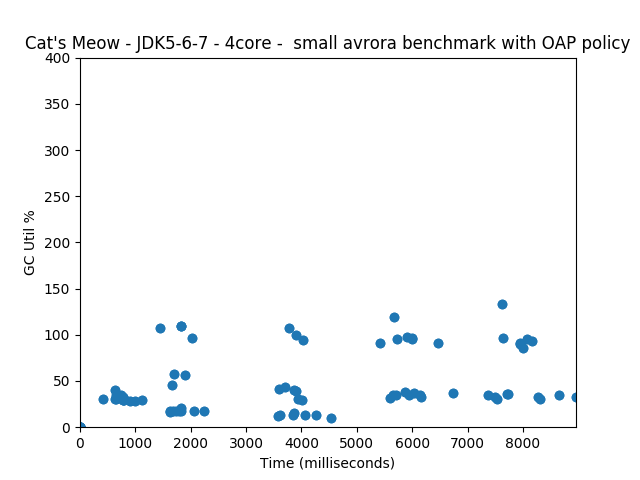 Cat's Meow - JDK5-6-7 - 4core -  small avrora benchmark with OAP policy
400
350
300
250
200
150
100
50
0
GC Util %
0 1000 2000 3000 4000 5000 6000 7000 8000
Time (milliseconds)